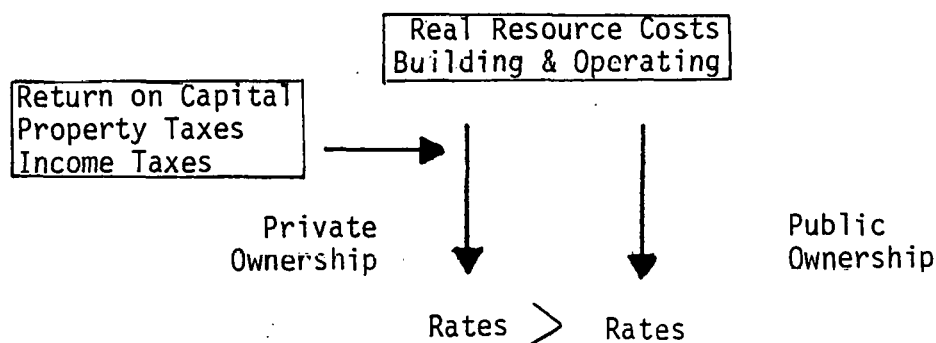 Real Resource Costs
Building & Operating
Return on Capital
Property Taxes
Income Taxes
Private
Ownership
Public
Ownership
Rates > Rates